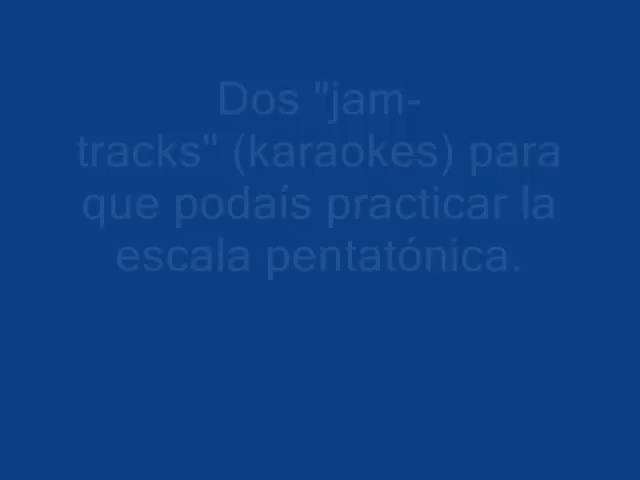 Dos "jam-
tracks" (karaokes) para
que podaís practicar la
escala pentatónica.